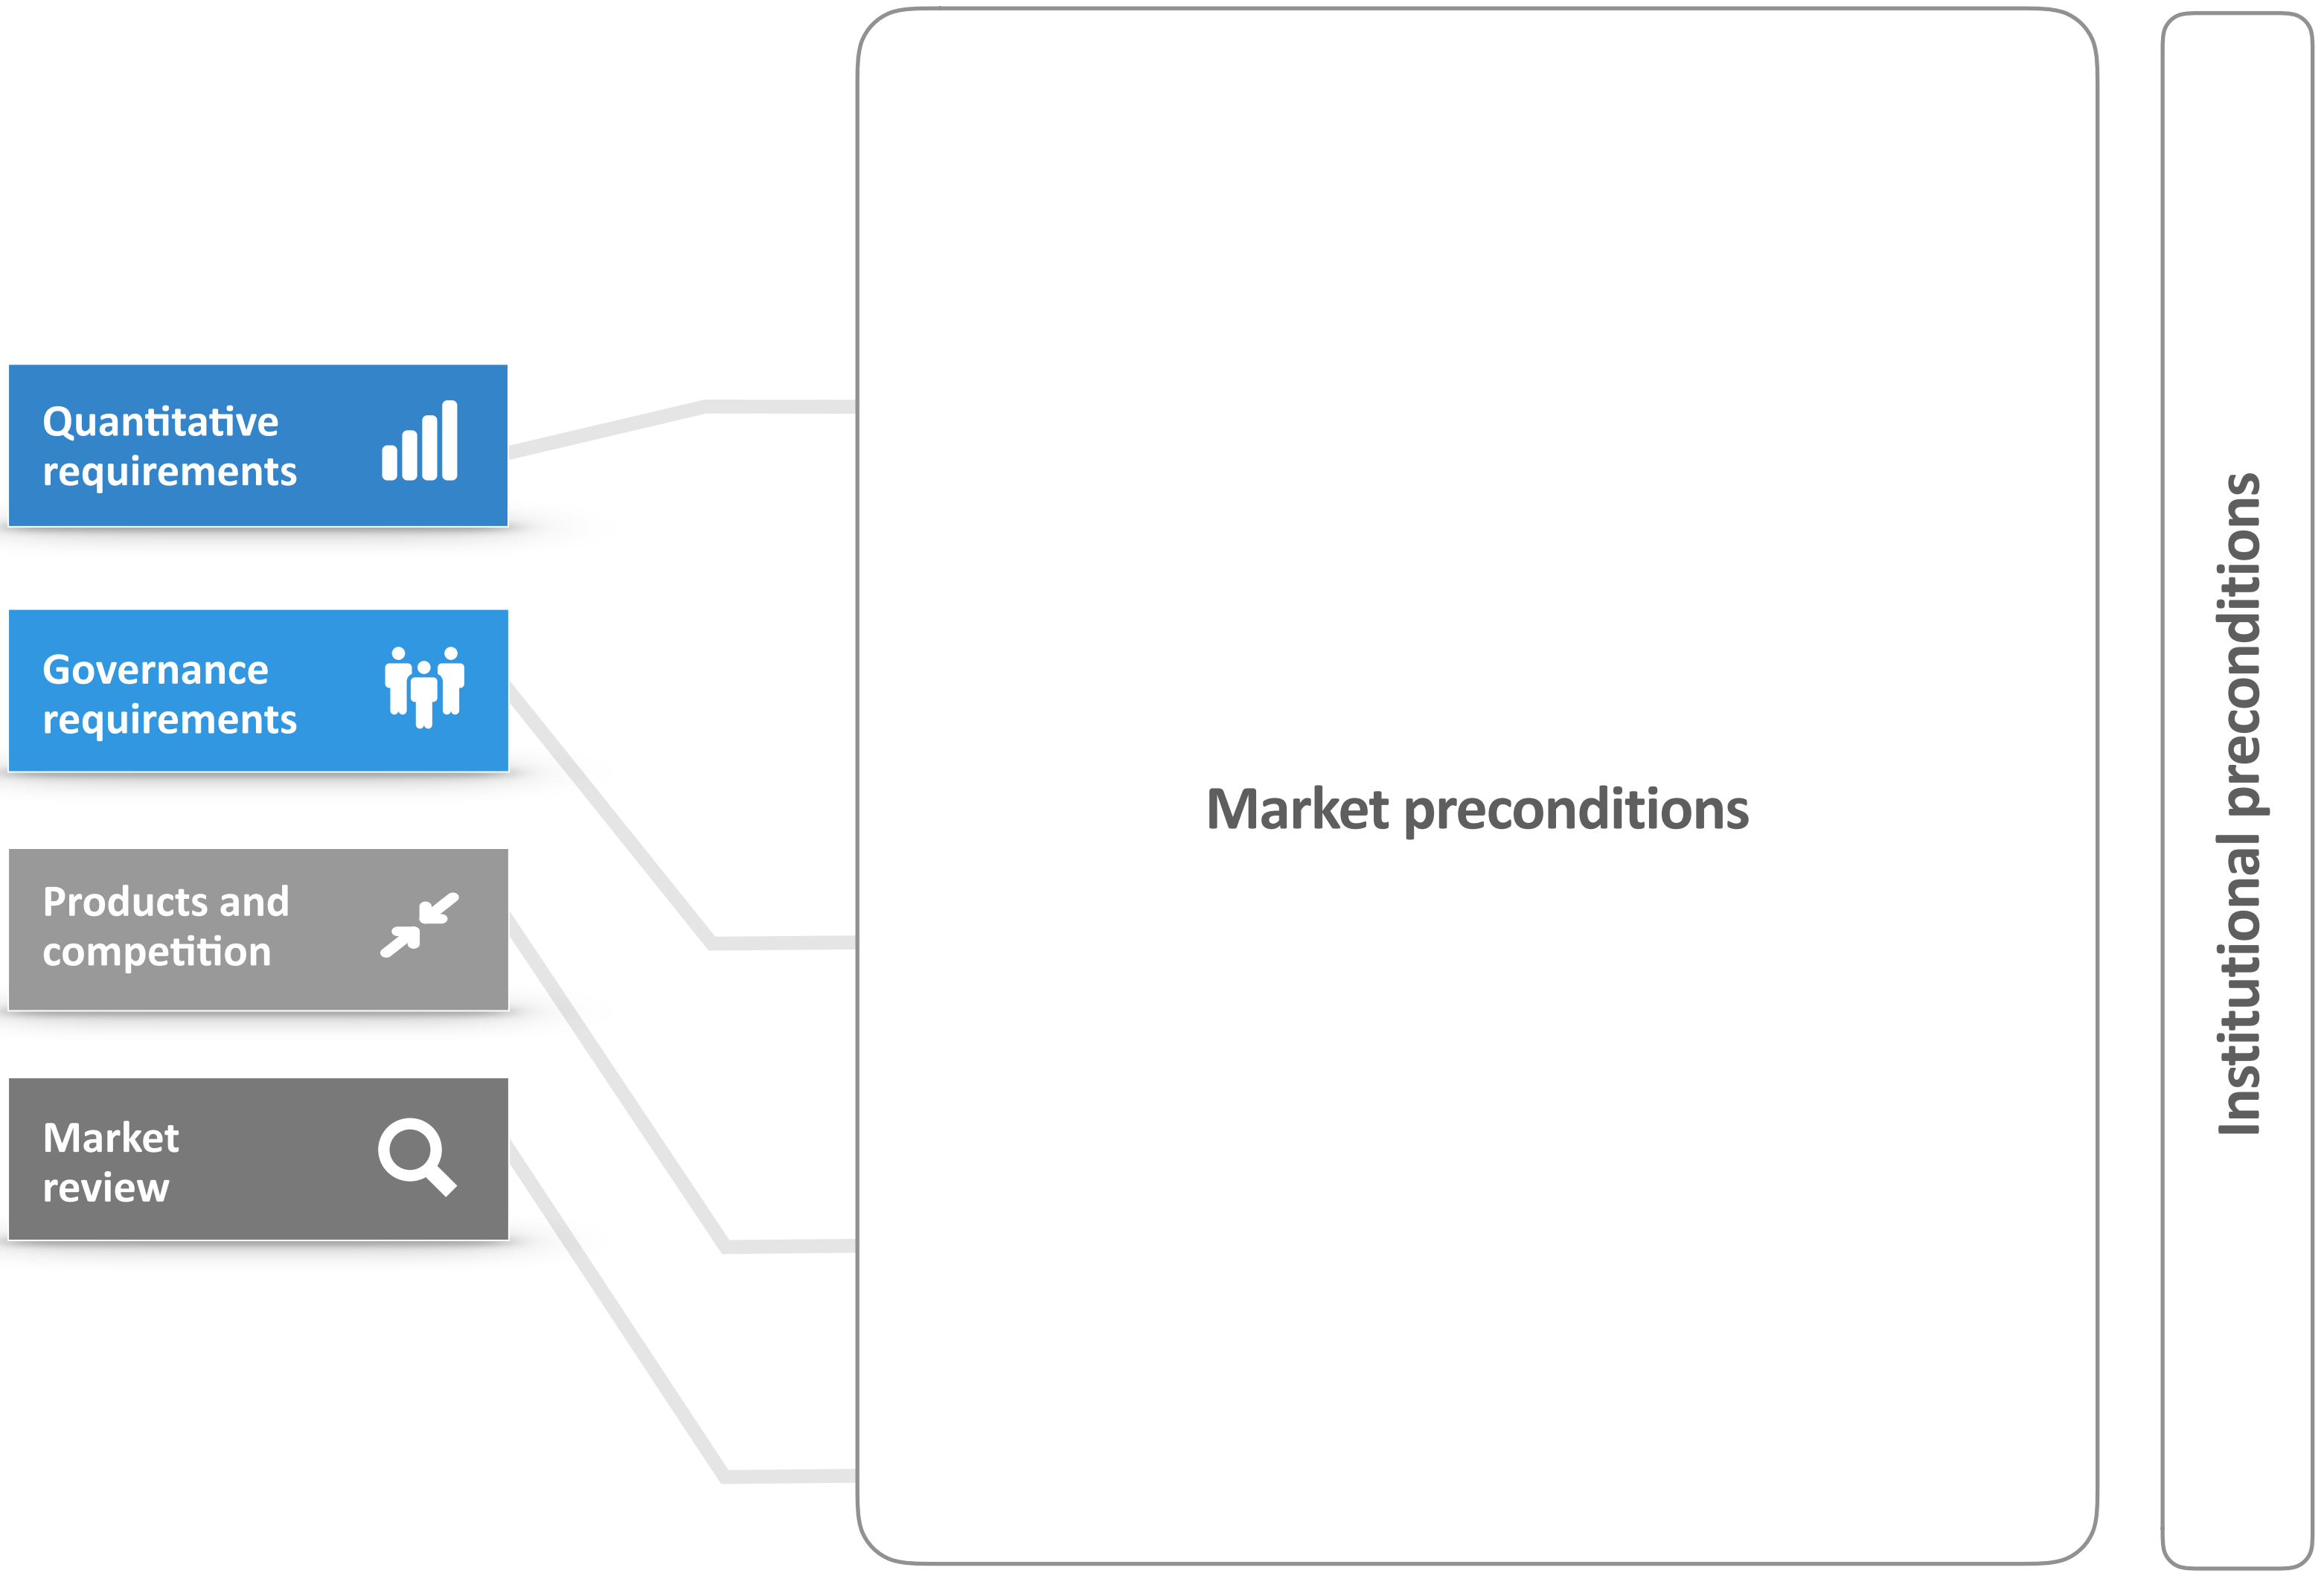 Quantitative
requirements
Governance
requirements
Products and
competition
Market
review
Market preconditions
Institutional preconditions